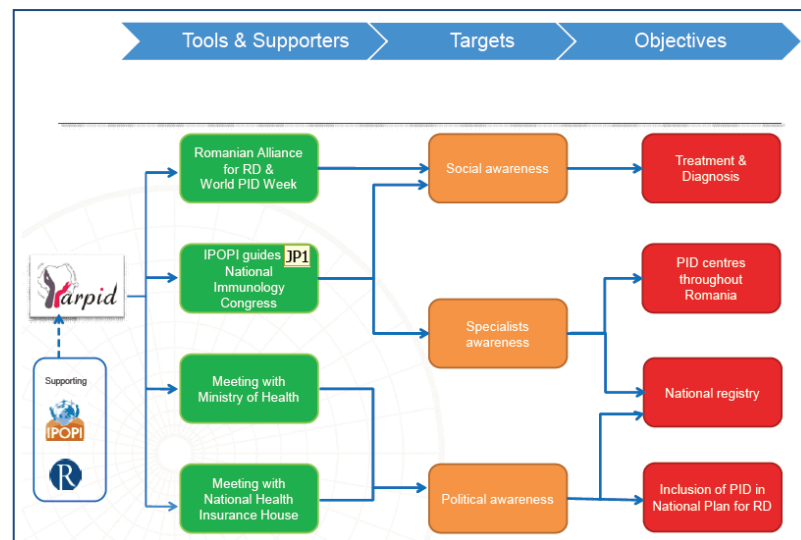 Tools & Supporters
Targets
Objectives
Romanian Alliance
for RD &
World PID Week
Social awareness
Treatment &
Diagnosis
IPOPI guides JP1
National
Immunology
Congress
PID centres
throughout
Romania
arpid
Specialists
awareness
Supporting
IPOPI
R
Meeting with
Ministry of Health
National registry
Meeting with
National Health
Insurance House
Political awareness
Inclusion of PID in
National Plan for RD